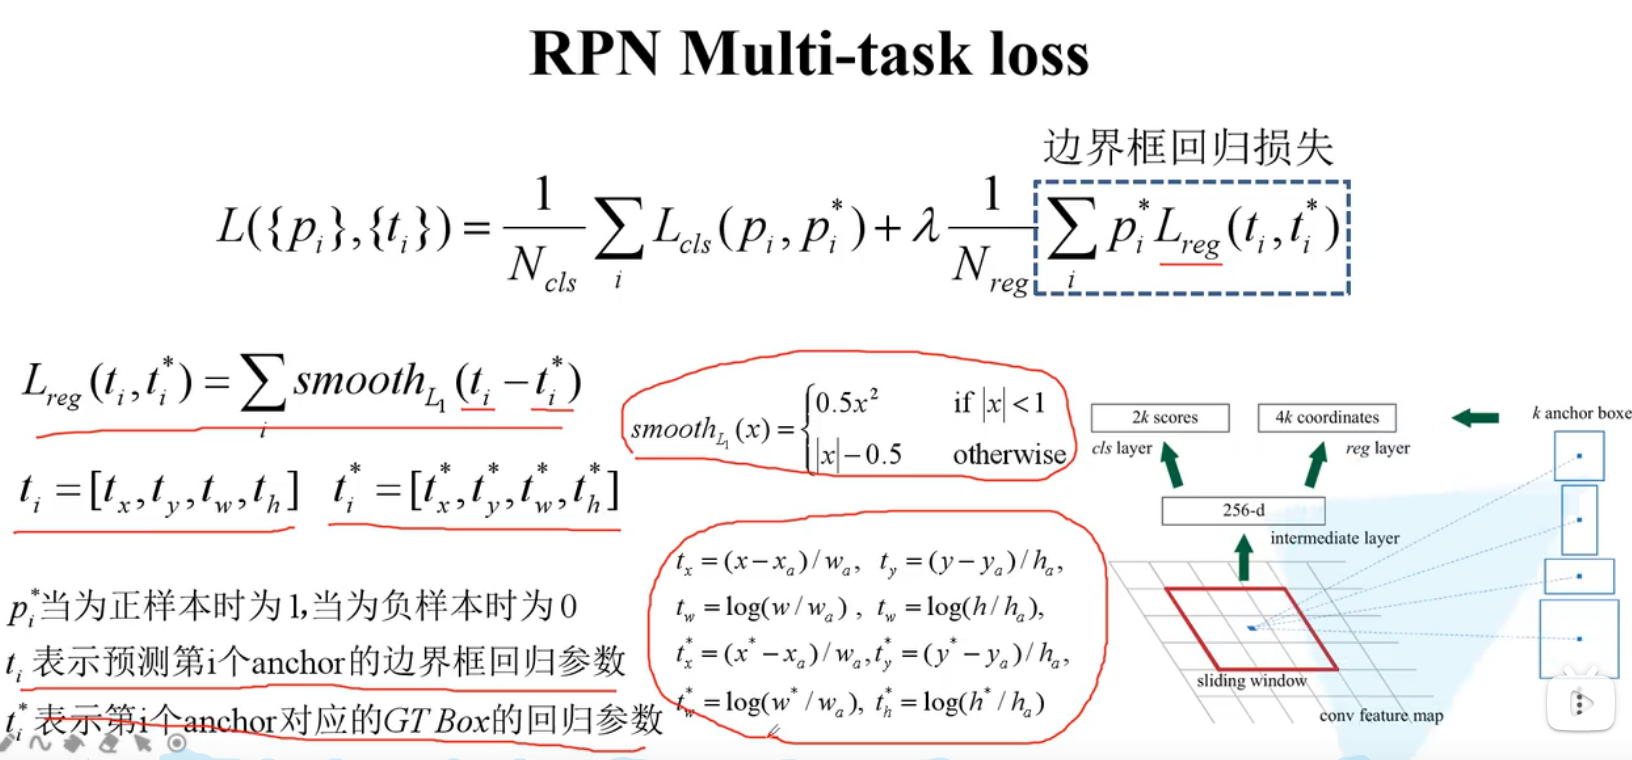 RPN Multi-task loss
边界框回归损失
L({p_i},{t_i}) = \frac{1}{N_{cls}} \sum_i L_{cls}(p_i, p_i^*) + λ \frac{1}{N_{reg}} \sum_i p_i^* L_{reg}(t_i, t_i^*)
L_{reg}(t_i, t_i^*) = \sum_i smooth_{L_1}(t_i - t_i^*)
t_i = [t_x, t_y, t_w, t_h] t_i^* = [t_x^*, t_y^*, t_w^*, t_h^*]
p_i^*当为正样本时为1,当为负样本时为0
t_i 表示预测第i个anchor的边界框回归参数
t_i^* 表示第i个anchor对应的GT Box的回归参数
smooth_{L_1}(x) = { 0.5x^2 if |x| < 1
|x| - 0.5 otherwise
t_x = (x - x_a) / w_a, t_y = (y - y_a) / h_a,
t_w = log(w / w_a), t_w = log(h / h_a),
t_x^* = (x^* - x_a) / w_a, t_y^* = (y^* - y_a) / h_a,
t_w^* = log(w^* / w_a), t_h^* = log(h^* / h_a)
2k scores
4k coordinates
k anchor boxe
cls layer
reg layer
256-d
intermediate layer
sliding window
conv feature map